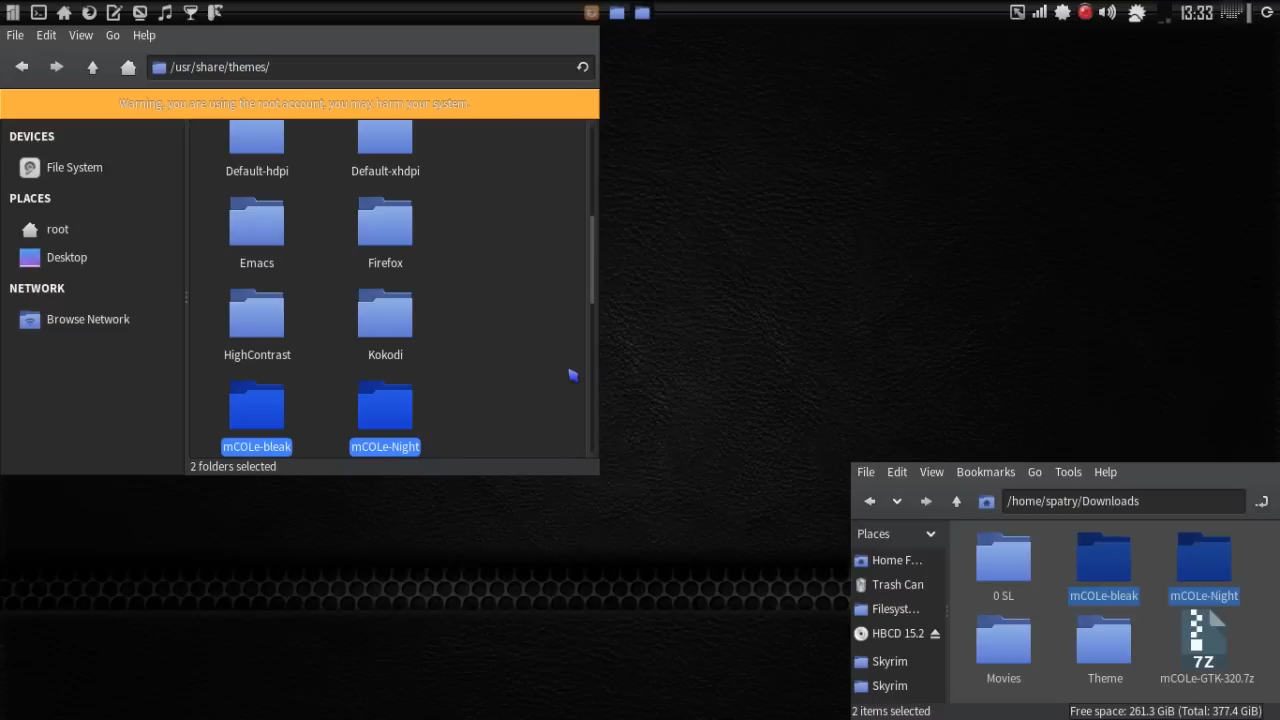 13:33
File Edit View Go Help
/usr/share/themes/
Warning, you are using the root account, you may harm your system.
DEVICES
File System
PLACES
root
Desktop
NETWORK
Browse Network
Default-hdpi Default-xhdpi
Emacs Firefox
HighContrast Kokodi
mCOLe-bleak mCOLe-Night
2 folders selected
File Edit View Bookmarks Go Tools Help
/home/spatry/Downloads
Places
Home F...
Trash Can
Filesyst...
HBCD 15.2
Skyrim
Skyrim
0 SL mCOLe-bleak mCOLe-Night
7Z
Movies Theme mCOLe-GTK-320.7z
2 items selected Free space: 261.3 GiB (Total: 377.4 GiB)